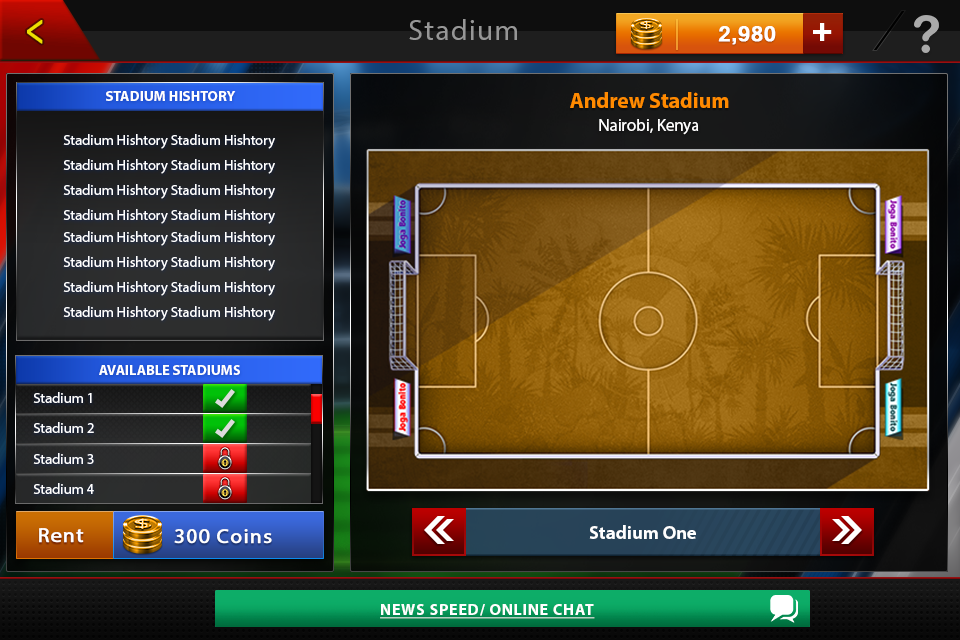 Stadium
2,980
STADIUM HISHTORY
Stadium Hishtory Stadium Hishtory
Stadium Hishtory Stadium Hishtory
Stadium Hishtory Stadium Hishtory
Stadium Hishtory Stadium Hishtory
Stadium Hishtory Stadium Hishtory
Stadium Hishtory Stadium Hishtory
Stadium Hishtory Stadium Hishtory
Stadium Hishtory Stadium Hishtory
AVAILABLE STADIUMS
Stadium 1
Stadium 2
Stadium 3
Stadium 4
Rent
300 Coins
Andrew Stadium
Nairobi, Kenya
Joga Bonito
Joga Bonito
Joga Bonito
Joga Bonito
Stadium One
NEWS SPEED/ ONLINE CHAT